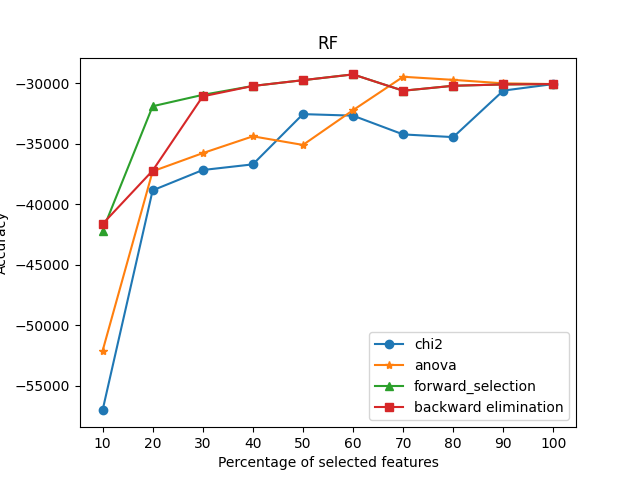 RF
−30000
−35000
−40000
−45000
−50000
−55000
Accuracy
10 20 30 40 50 60 70 80 90 100
Percentage of selected features
chi2
anova
forward_selection
backward elimination